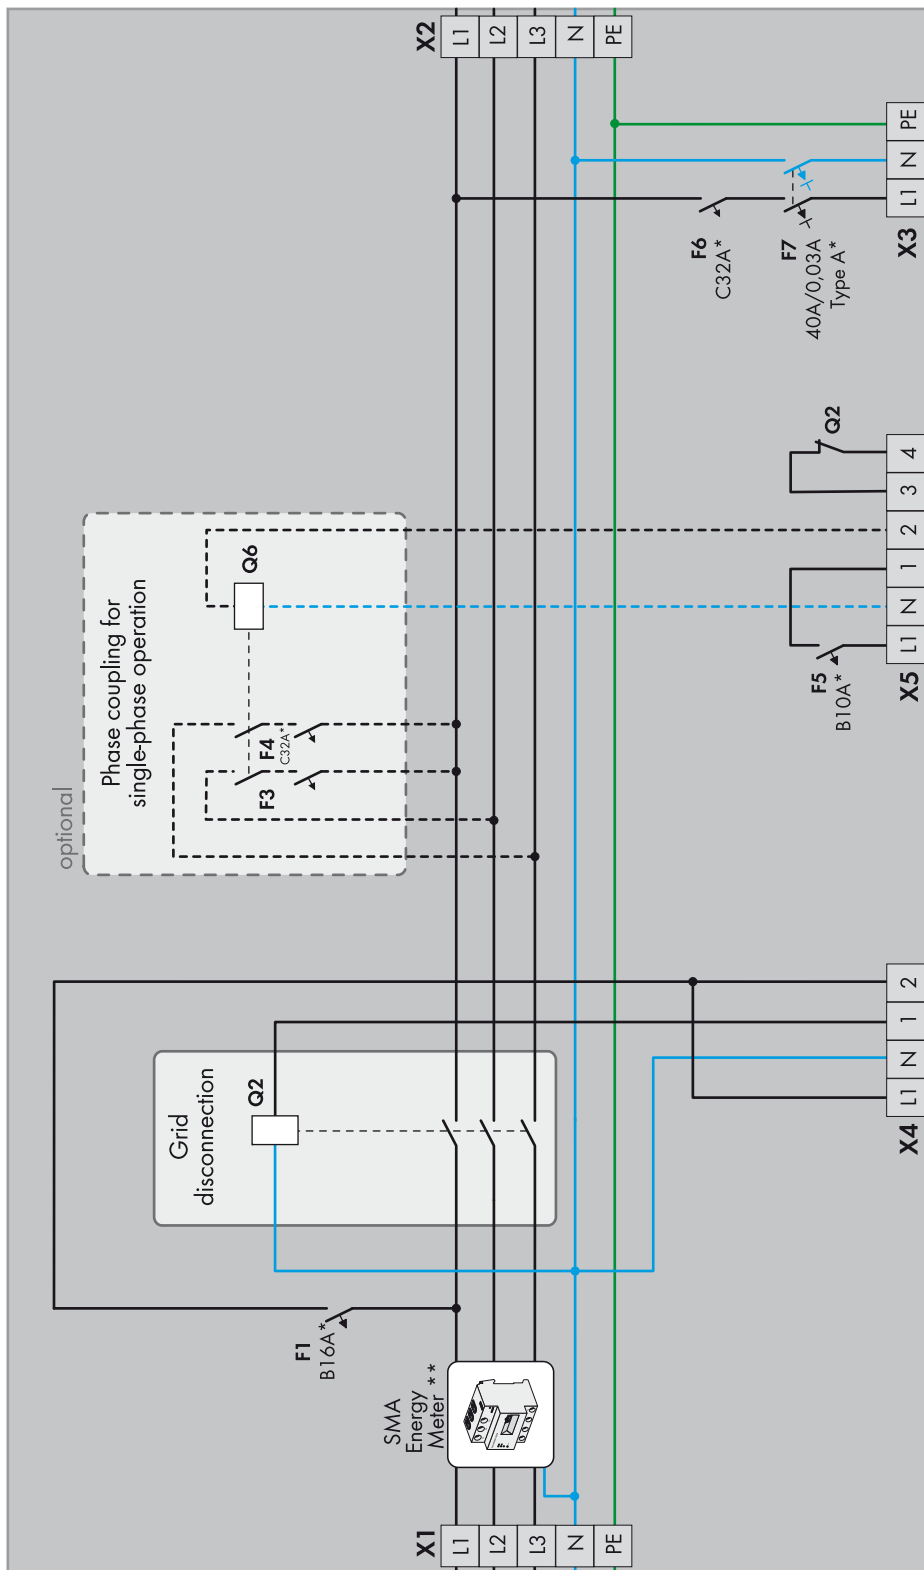 X2
L1
L2
L3
N
PE
PE
N
L1
X3
F6
C32A*
F7
40A/0,03A
Type A*
Q2
4
3
2
1
N
L1
X5
F5
B10A*
optional
Phase coupling for
single-phase operation
Q6
F4
C32A*
F3
2
1
N
L1
X4
Grid
disconnection
Q2
F1
B16A*
SMA
Energy
Meter **
X1
L1
L2
L3
N
PE